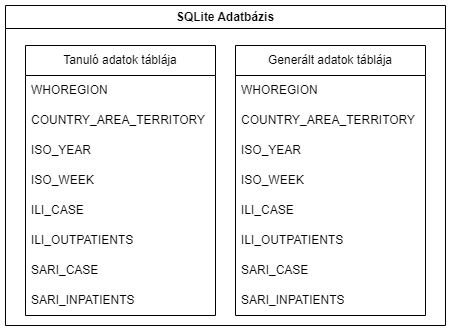 SQLite Adatbázis
Tanuló adatok táblája
WHOREGION
COUNTRY_AREA_TERRITORY
ISO_YEAR
ISO_WEEK
ILI_CASE
ILI_OUTPATIENTS
SARI_CASE
SARI_INPATIENTS
Generált adatok táblája
WHOREGION
COUNTRY_AREA_TERRITORY
ISO_YEAR
ISO_WEEK
ILI_CASE
ILI_OUTPATIENTS
SARI_CASE
SARI_INPATIENTS